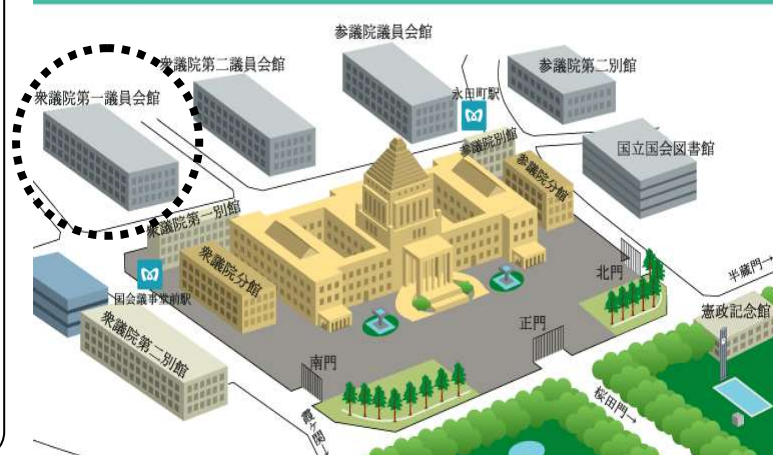 参議院議員会館
衆議院第二議員会館
参議院第二別館
衆議院第一議員会館
永田町駅
国立国会図書館
参議院別館
参議院分館
衆議院第一別館
衆議院分館
北門
半蔵門→
国会議事堂前駅
憲政記念館
正門
衆議院第二別館
南門
桜田門→
霞ヶ関→